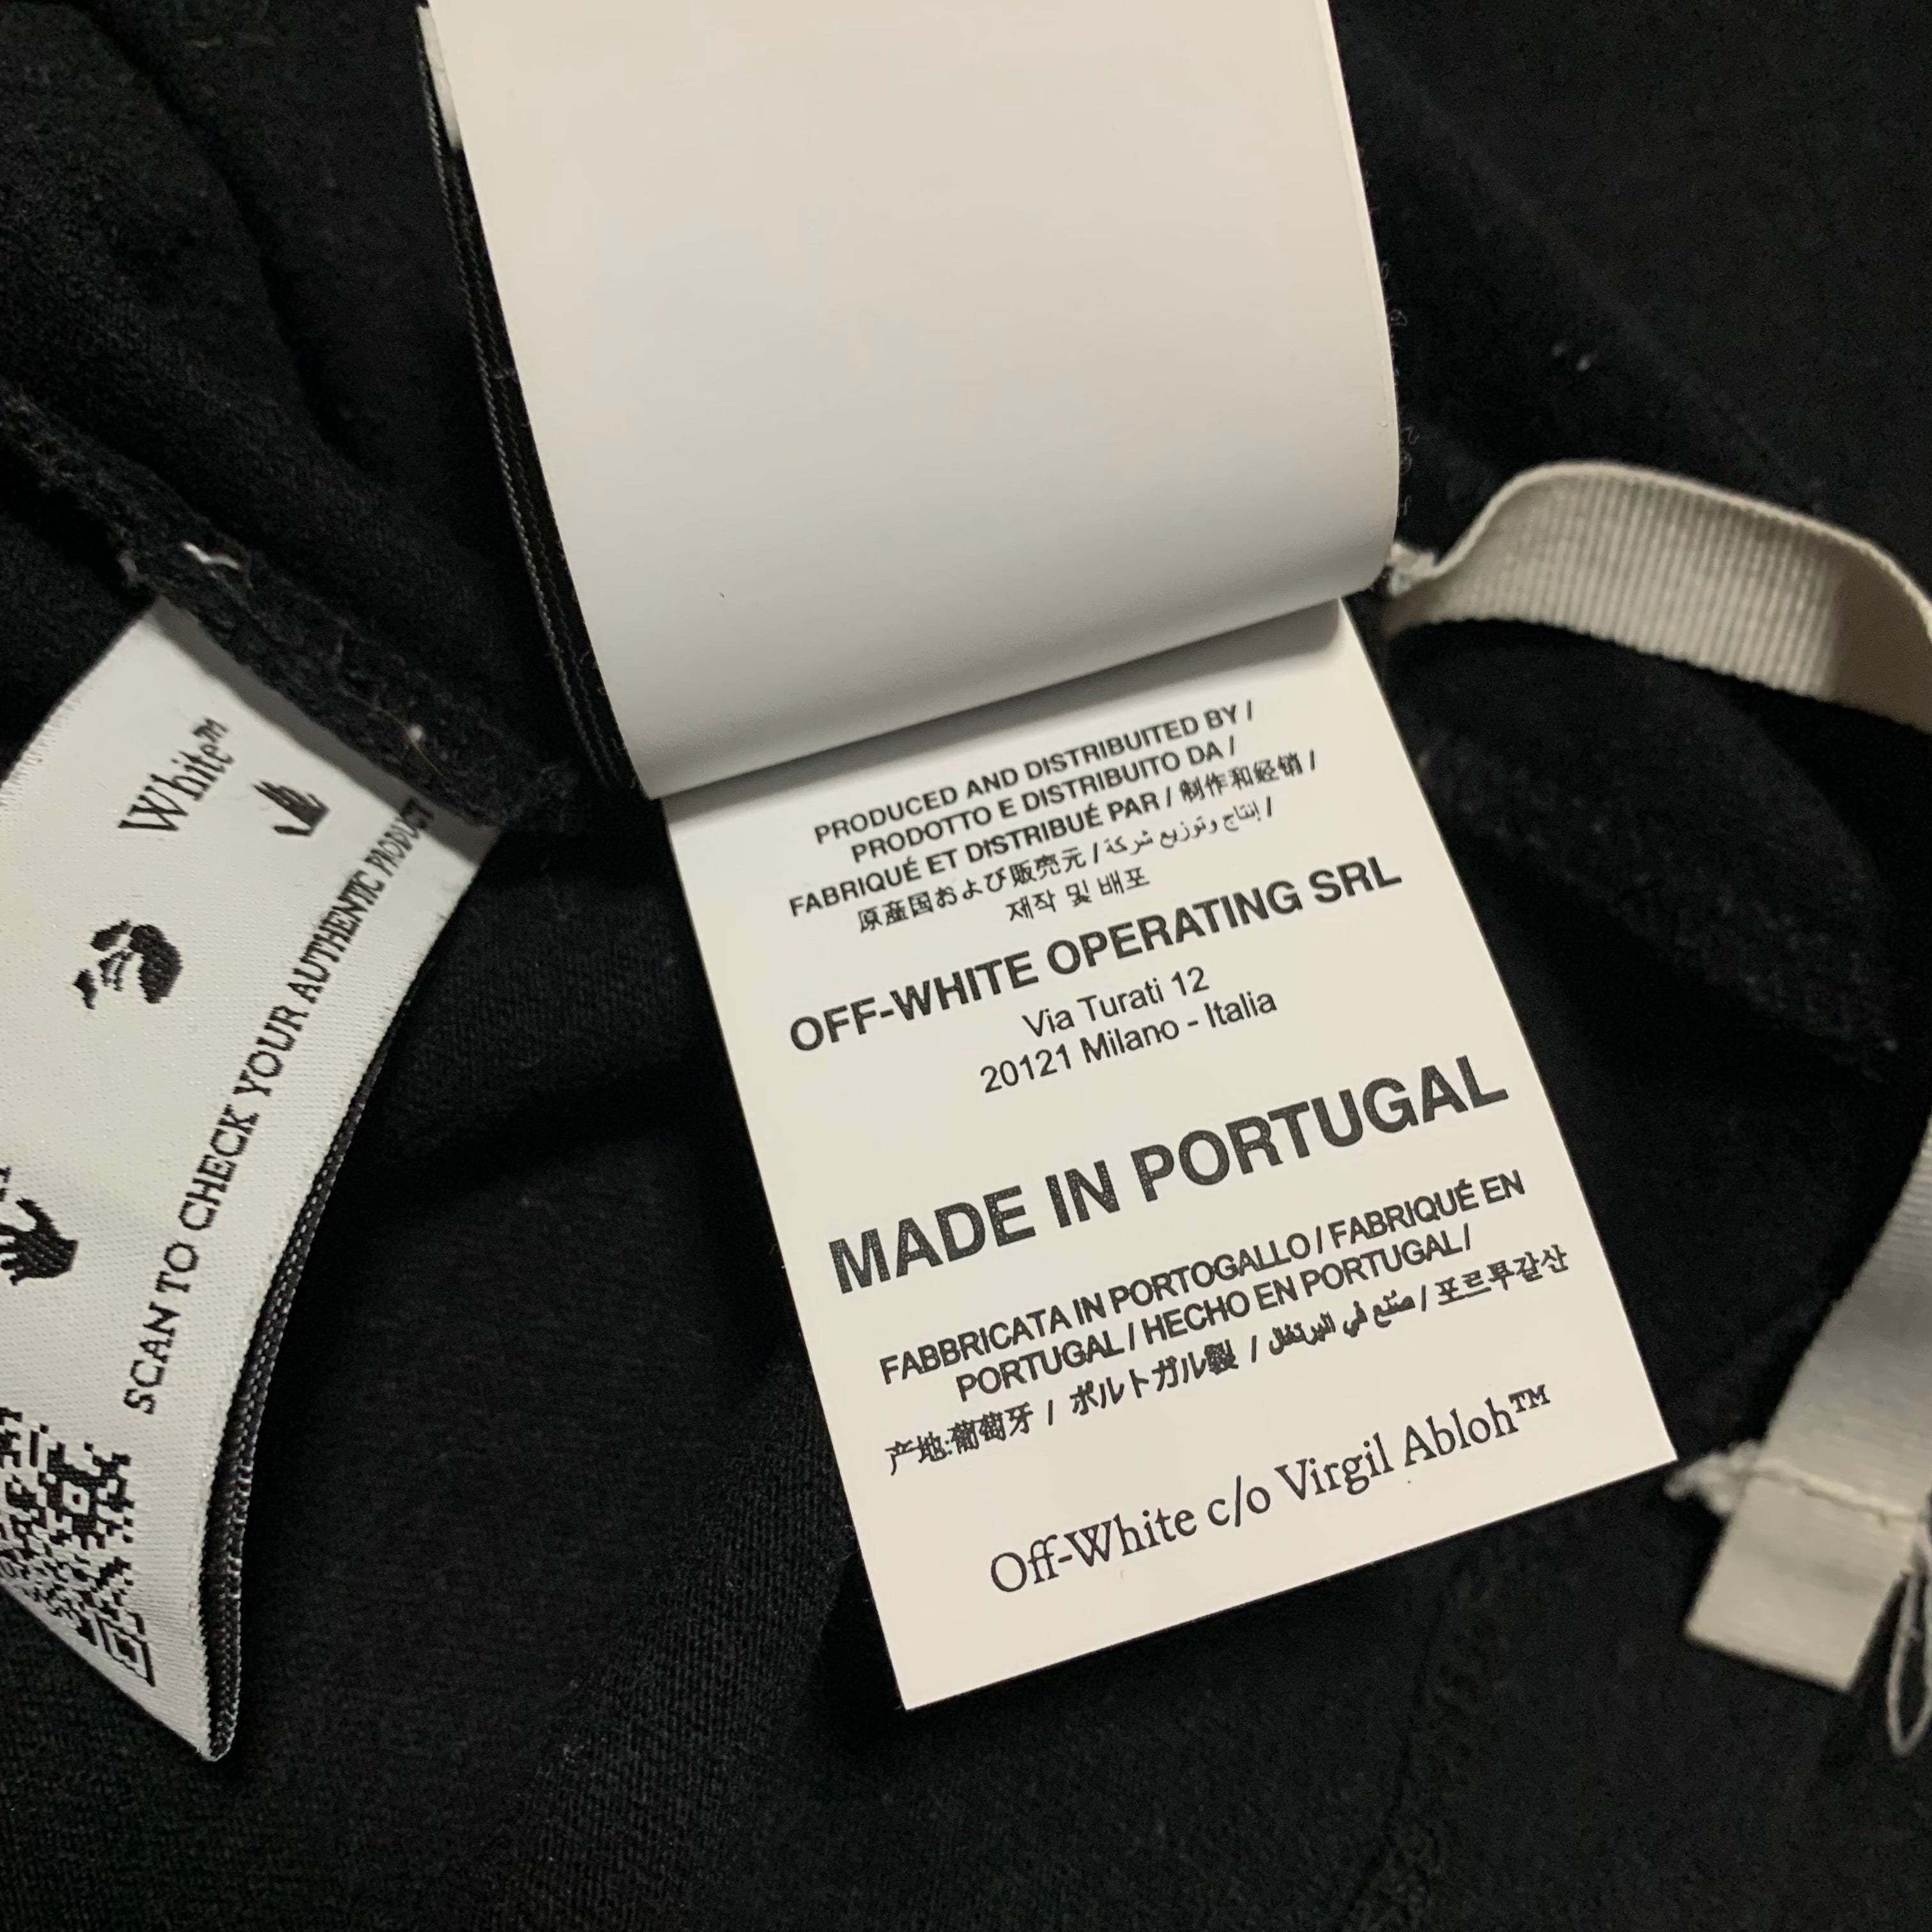 White™
SCAN TO CHECK YOUR AUTHENTIC PRODUCT
PRODUCED AND DISTRIBUITED BY /
PRODOTTO E DISTRIBUITO DA /
FABRIQUÉ ET DISTRIBUÉ PAR / 制作和经销 /
原産国および販売元 / إنتاج وتوزيع شركة /
제작 및 배포
OFF-WHITE OPERATING SRL
Via Turati 12
20121 Milano - Italia
MADE IN PORTUGAL
FABBRICATA IN PORTOGALLO / FABRIQUÉ EN
PORTUGAL / HECHO EN PORTUGAL /
产地:葡萄牙 / ポルトガル製 / صنع في البرتغال / 포르투갈산
Off-White c/o Virgil Abloh™